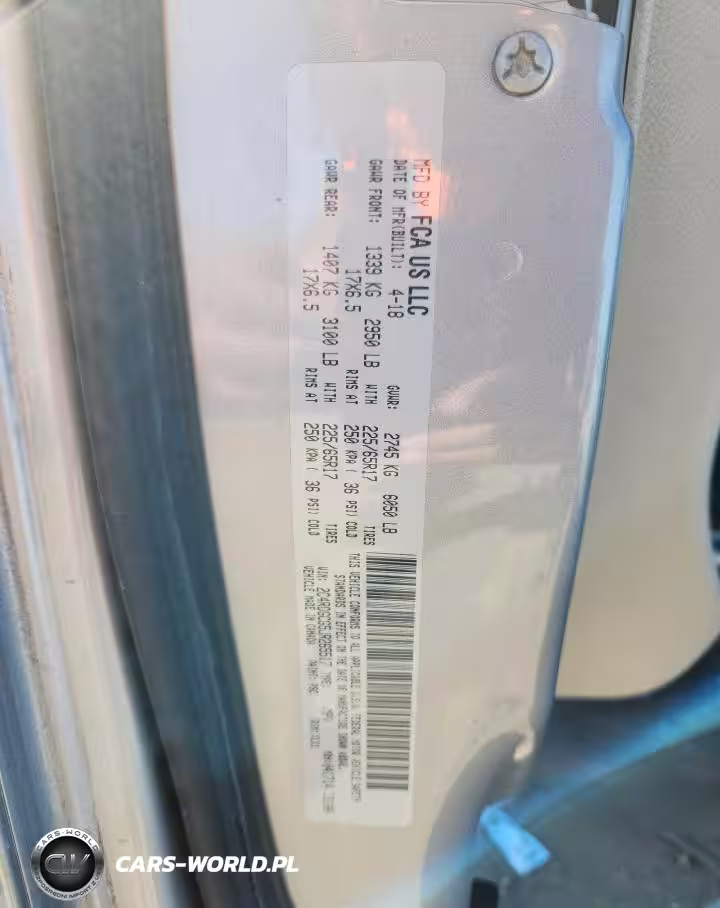 MFD BY FCA US LLC
DATE OF MFR(BUILT): 4-18 GVWR: 2745 KG 6050 LB
GAWR FRONT: 1339 KG 2950 LB WITH 225/65R17 TIRES
17X6.5 RIMS AT 250 KPA ( 36 PSI) COLD
GAWR REAR: 1407 KG 3100 LB WITH 225/65R17 TIRES
17X6.5 RIMS AT 250 KPA ( 36 PSI) COLD
THIS VEHICLE CONFORMS TO ALL APPLICABLE U.S.A. FEDERAL MOTOR VEHICLE SAFETY
STANDARDS IN EFFECT ON THE DATE OF MANUFACTURE SHOWN ABOVE.
VIN: TYPE: MPV
VEHICLE MADE IN CANADA PAINT:
CARS-WORLD.PL